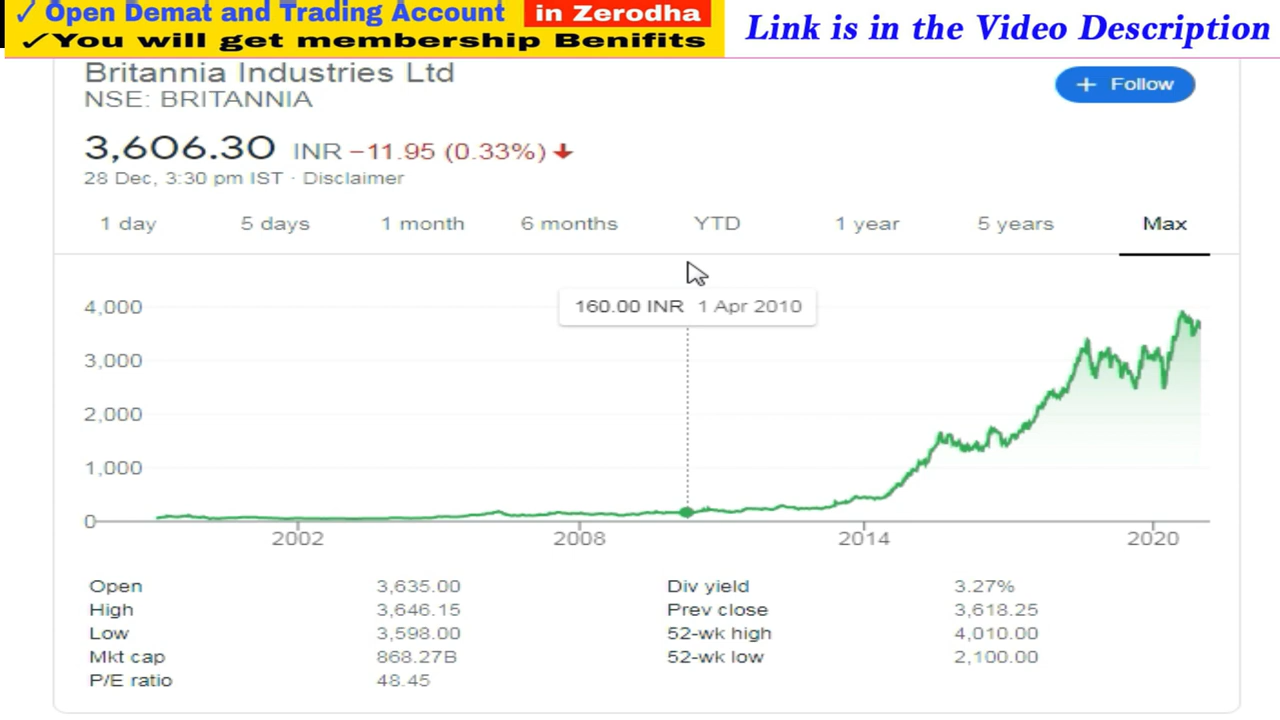 ✓ Open Demat and Trading Account in Zerodha
✓You will get membership Benifits
Link is in the Video Description
Britannia Industries Ltd
NSE: BRITANNIA
+ Follow
3,606.30 INR −11.95 (0.33%) ↓
28 Dec, 3:30 pm IST · Disclaimer
1 day 5 days 1 month 6 months YTD 1 year 5 years Max
160.00 INR 1 Apr 2010
4,000
3,000
2,000
1,000
0
2002 2008 2014 2020
Open 3,635.00 Div yield 3.27%
High 3,646.15 Prev close 3,618.25
Low 3,598.00 52-wk high 4,010.00
Mkt cap 868.27B 52-wk low 2,100.00
P/E ratio 48.45